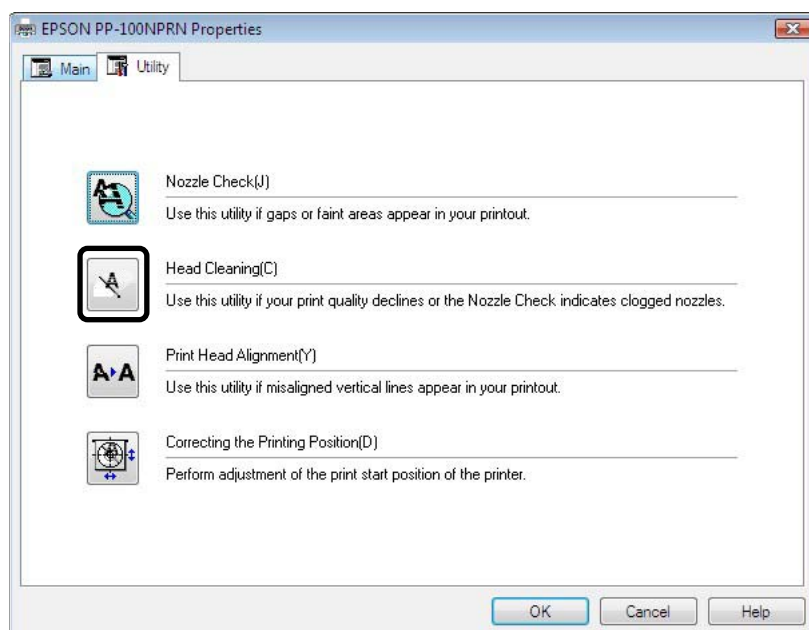 EPSON PP-100NPRN Properties
Main
Utility
Nozzle Check(J)
Use this utility if gaps or faint areas appear in your printout.
Head Cleaning(C)
Use this utility if your print quality declines or the Nozzle Check indicates clogged nozzles.
Print Head Alignment(Y)
Use this utility if misaligned vertical lines appear in your printout.
Correcting the Printing Position(D)
Perform adjustment of the print start position of the printer.
OK
Cancel
Help